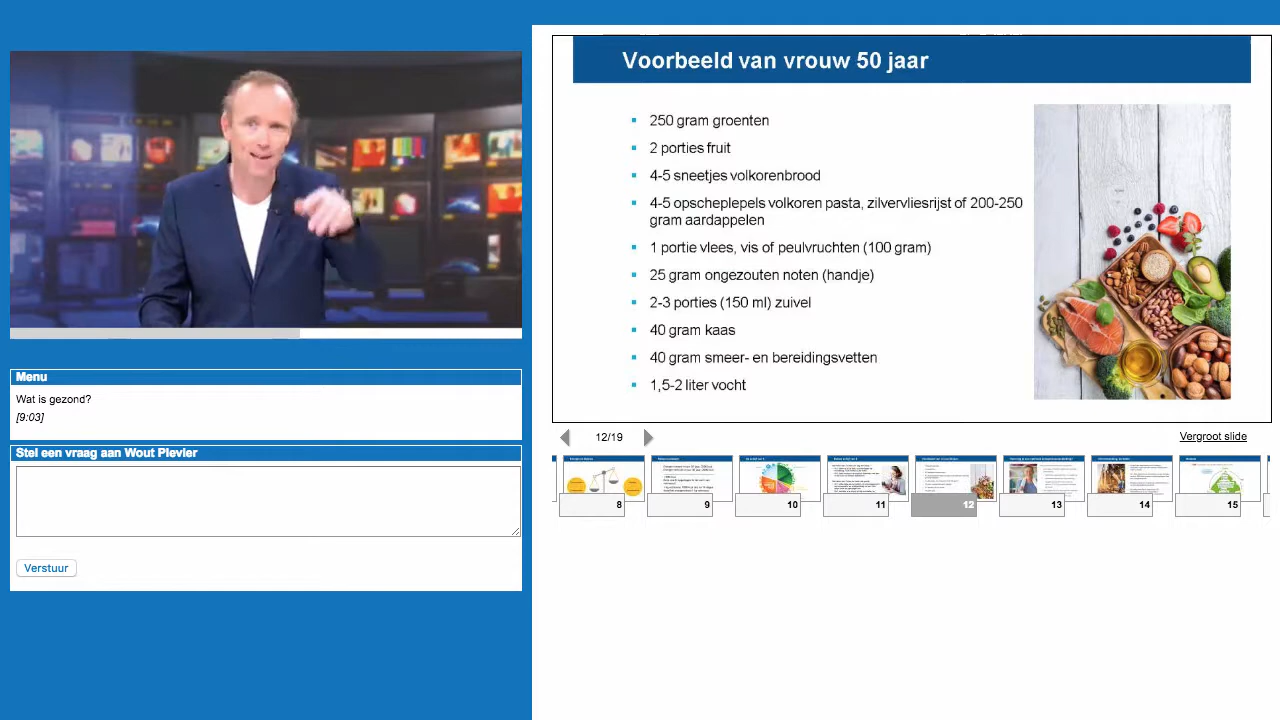 Voorbeeld van vrouw 50 jaar
250 gram groenten
2 porties fruit
4-5 sneetjes volkorenbrood
4-5 opscheplepels volkoren pasta, zilvervliesrijst of 200-250
gram aardappelen
1 portie vlees, vis of peulvruchten (100 gram)
25 gram ongezouten noten (handje)
2-3 porties (150 ml) zuivel
40 gram kaas
40 gram smeer- en bereidingsvetten
1,5-2 liter vocht
Menu
Wat is gezond?
[9:03]
Stel een vraag aan Wout Plevier
Verstuur
12/19
Vergroot slide
8
9
10
11
12
13
14
15